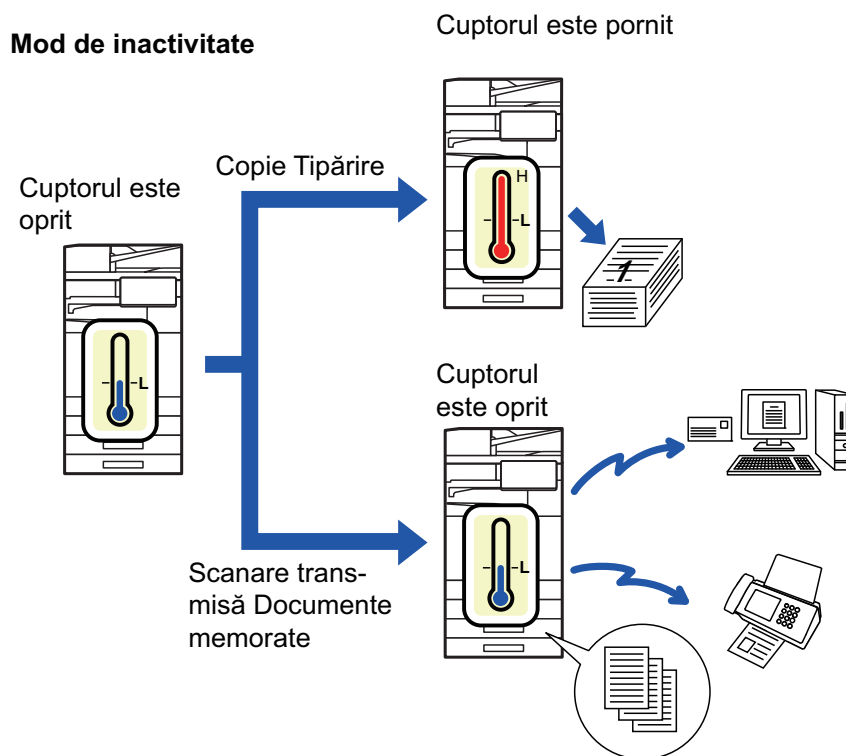 Mod de inactivitate
Cuptorul este pornit
Copie Tipărire
Cuptorul este
oprit
H
L
1
L
Cuptorul
este oprit
L
Scanare trans-
misă Documente
memorate